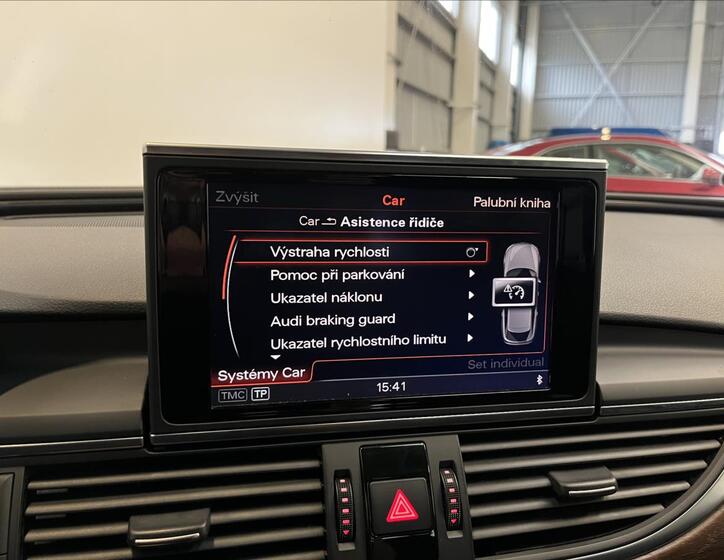 Zvýšit
Car
Palubní kniha
Car Asistence řidiče
Výstraha rychlosti
Pomoc při parkování
Ukazatel náklonu
Audi braking guard
Ukazatel rychlostního limitu
Set individual
Systémy Car
TMC TP
15:41